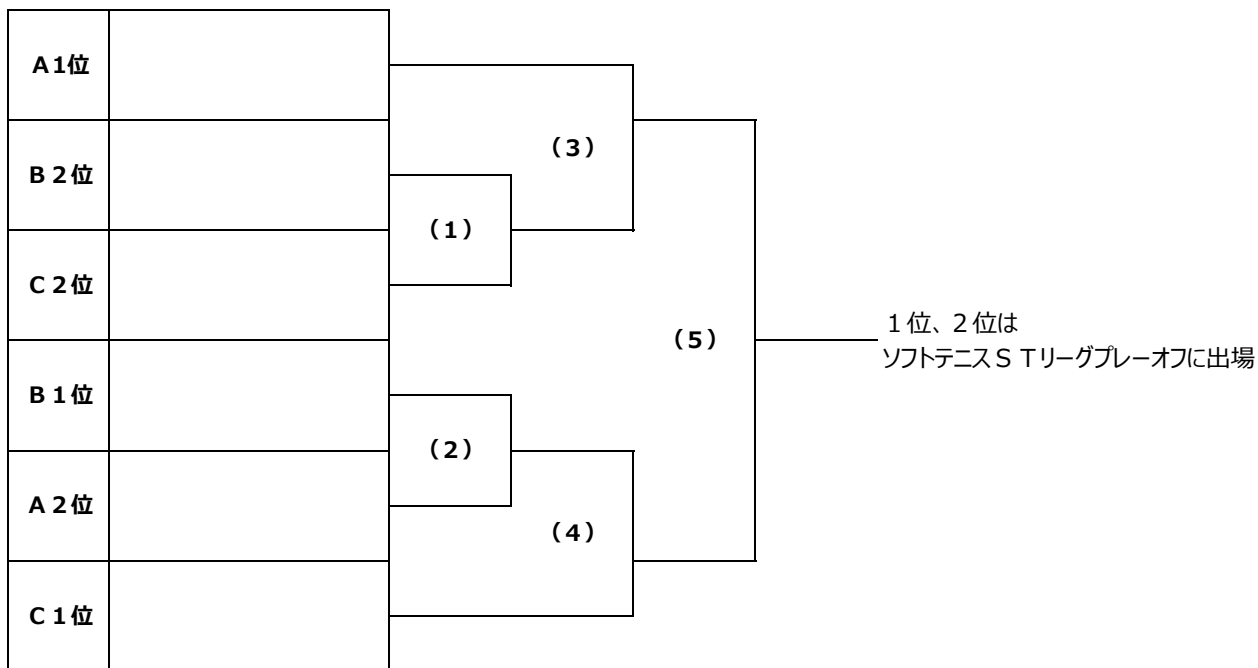 A1位
B2位
C2位
B1位
A2位
C1位
(3)
(1)
(5)
(2)
(4)
1位、2位は
ソフトテニスSTリーグプレーオフに出場